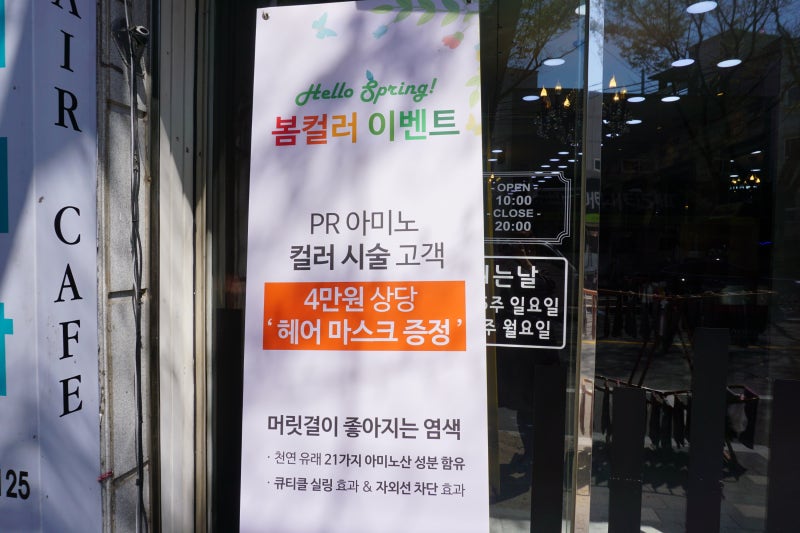 AIR
CAFE
125
Hello Spring!
봄컬러 이벤트
PR 아미노
컬러 시술 고객
4만원 상당
‘헤어 마스크 증정’
머릿결이 좋아지는 염색
· 천연 유래 21가지 아미노산 성분 함유
· 큐티클 실링 효과 & 자외선 차단 효과
- OPEN -
10:00
- CLOSE -
20:00
는날
주 일요일
주 월요일